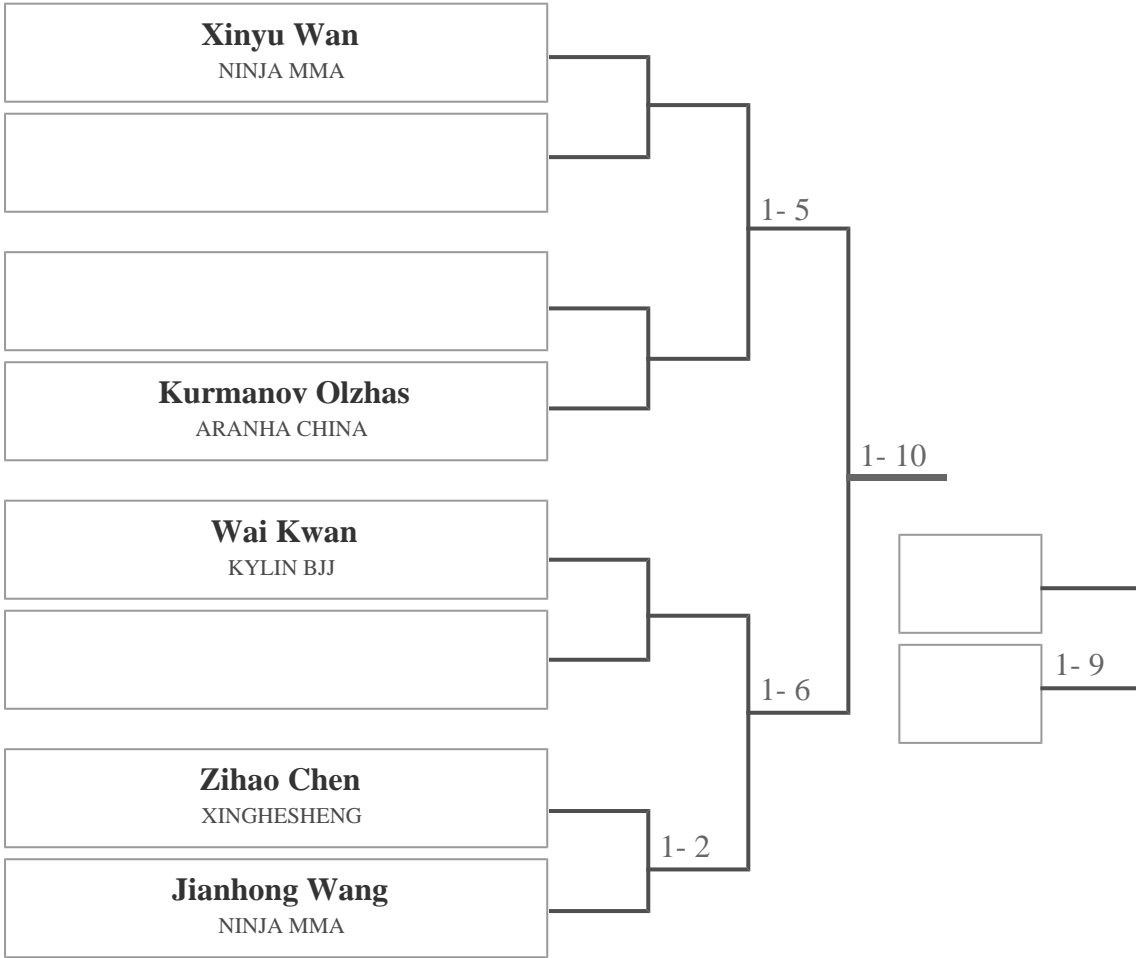 Xinyu Wan
NINJA MMA
1- 5
Kurmanov Olzhas
ARANHA CHINA
1- 10
Wai Kwan
KYLIN BJJ
1- 9
1- 6
Zihao Chen
XINGHESHENG
1- 2
Jianhong Wang
NINJA MMA